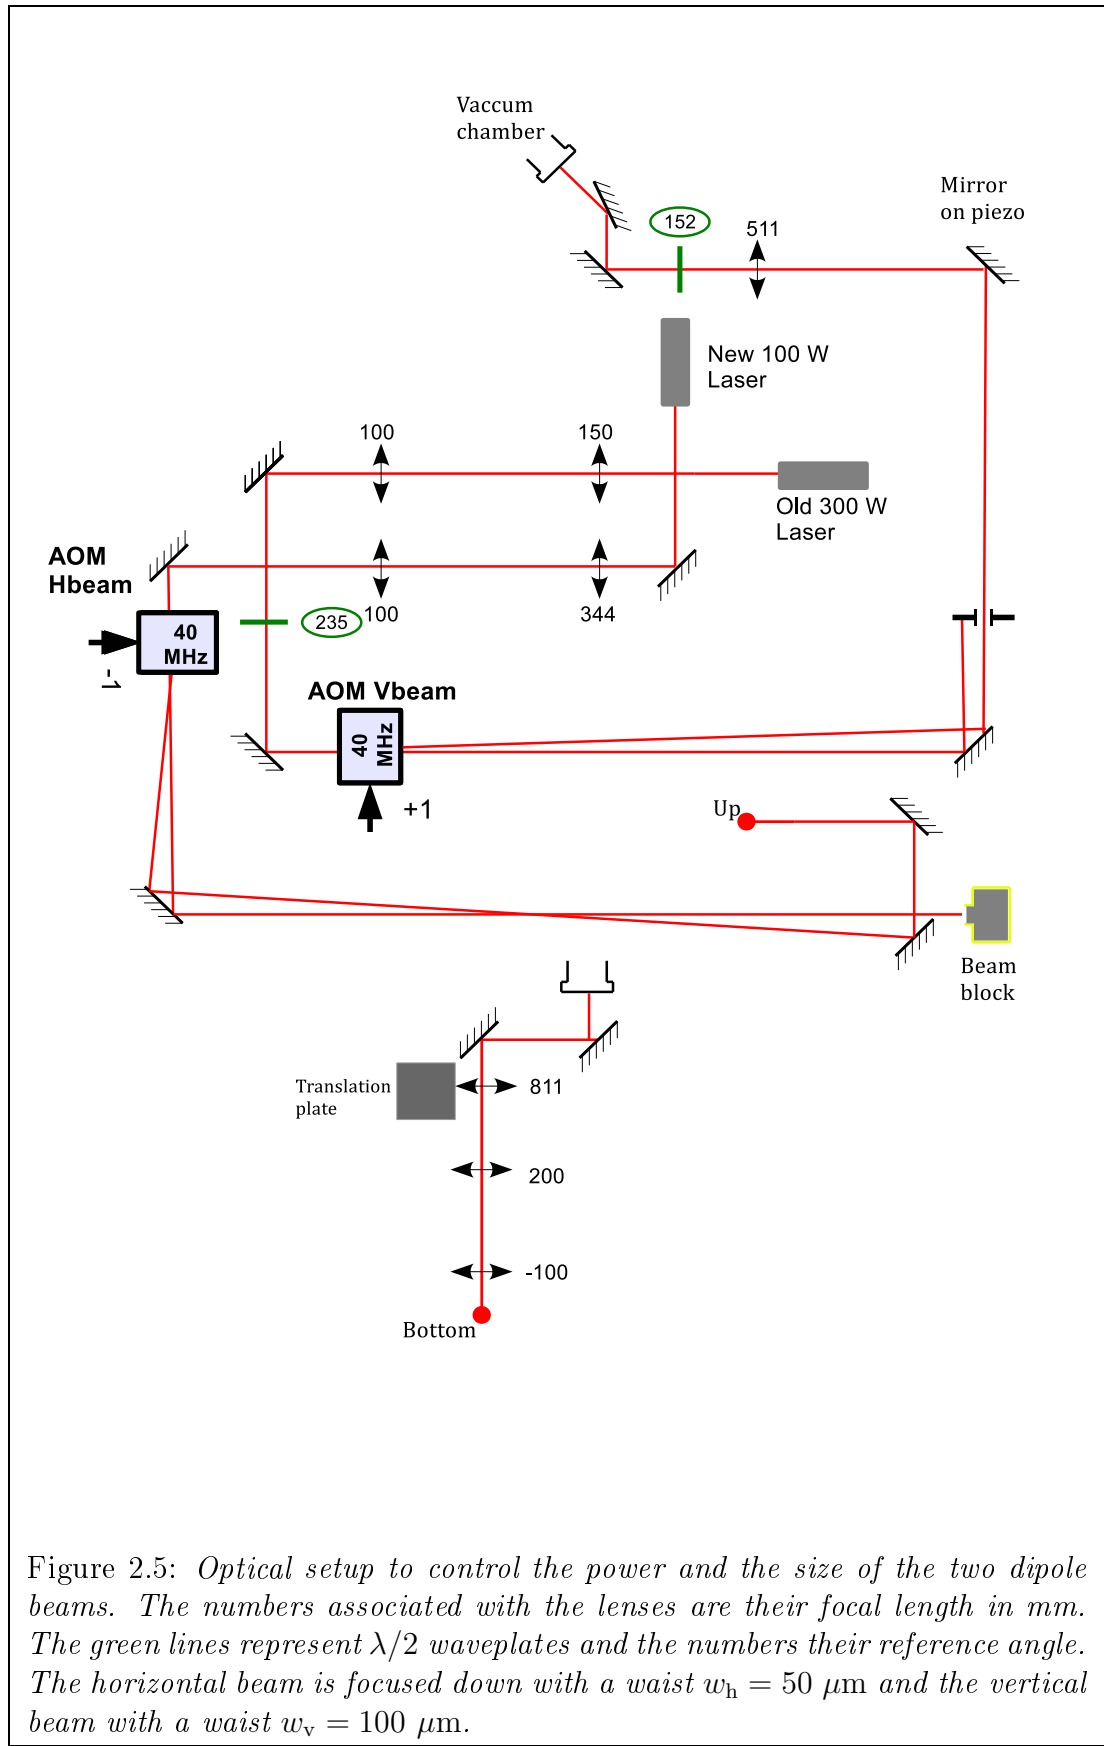 Vaccum
chamber
152
511
Mirror
on piezo
New 100 W
Laser
100
150
Old 300 W
Laser
AOM
Hbeam
100
344
40
MHz
-1
235
AOM Vbeam
40
MHz
+1
Up
Beam
block
Translation
plate
811
200
-100
Bottom
Figure 2.5: Optical setup to control the power and the size of the two dipole
beams. The numbers associated with the lenses are their focal length in mm.
The green lines represent λ/2 waveplates and the numbers their reference angle.
The horizontal beam is focused down with a waist w_h = 50 μm and the vertical
beam with a waist w_v = 100 μm.